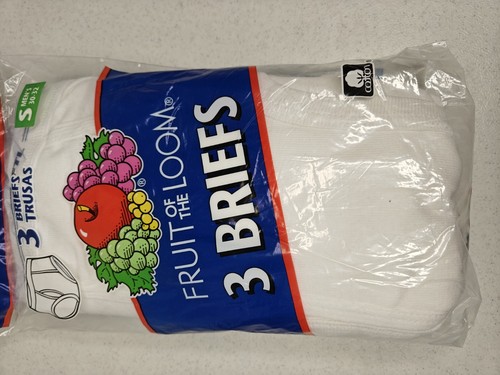 S
MEN'S
30-32
3 BRIEFS
TRUSAS
FRUIT OF THE LOOM®
®
3 BRIEFS
cotton